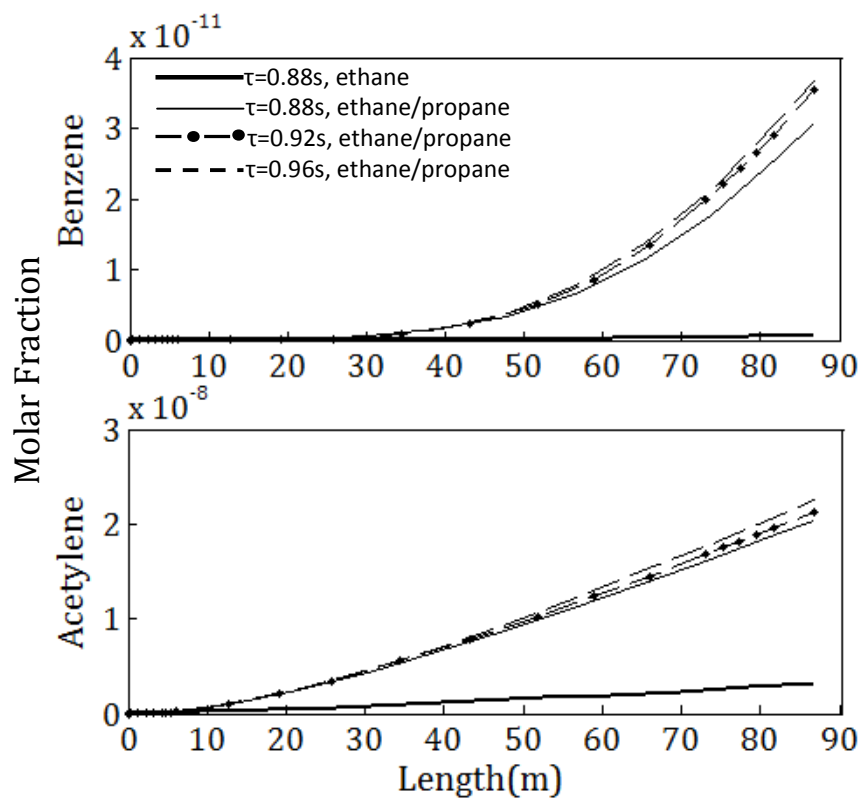 x 10-11
4
3
2
1
0
Benzene
τ=0.88s, ethane
τ=0.88s, ethane/propane
τ=0.92s, ethane/propane
τ=0.96s, ethane/propane
0 10 20 30 40 50 60 70 80 90
Molar Fraction
x 10-8
3
2
1
0
Acetylene
0 10 20 30 40 50 60 70 80 90
Length(m)